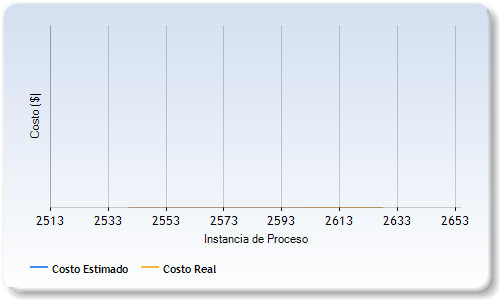 Costo ($)
2513 2533 2553 2573 2593 2613 2633 2653
Instancia de Proceso
Costo Estimado Costo Real